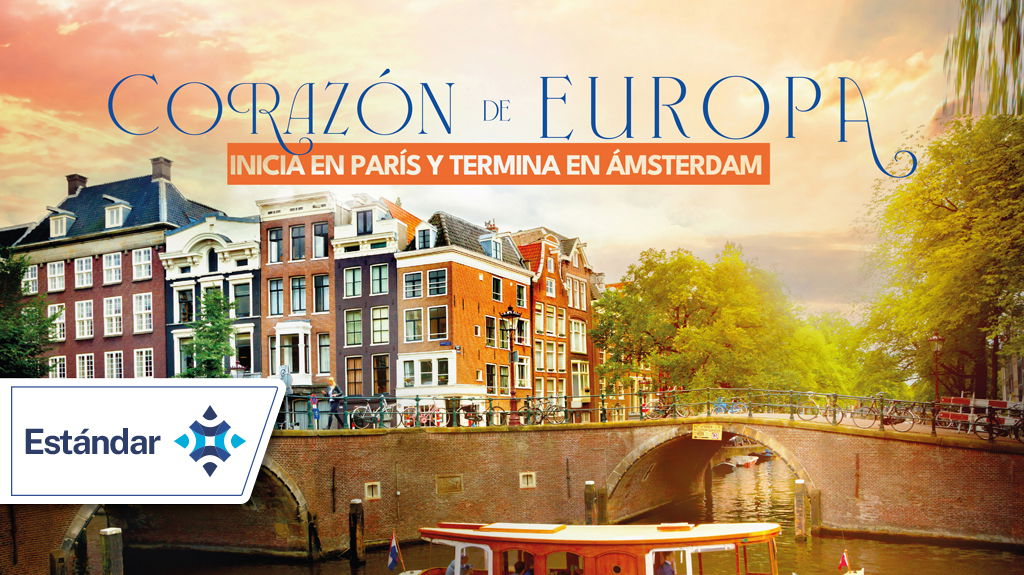 CORAZÓN DE EUROPA
INICIA EN PARÍS Y TERMINA EN ÁMSTERDAM
Estándar